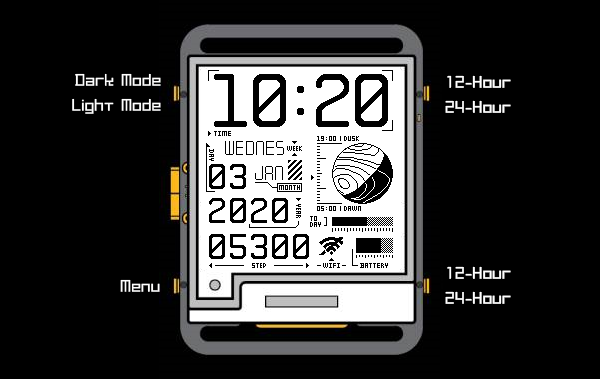 Dark Mode
Light Mode
12-Hour
24-Hour
10:20
TIME
19:00 | DUSK
WEDNES
WEEK
DAY
03
JAN
MONTH
05:00 | DAWN
2020
YEAR
TO
DAY
05300
STEP
WIFI
BATTERY
Menu
12-Hour
24-Hour